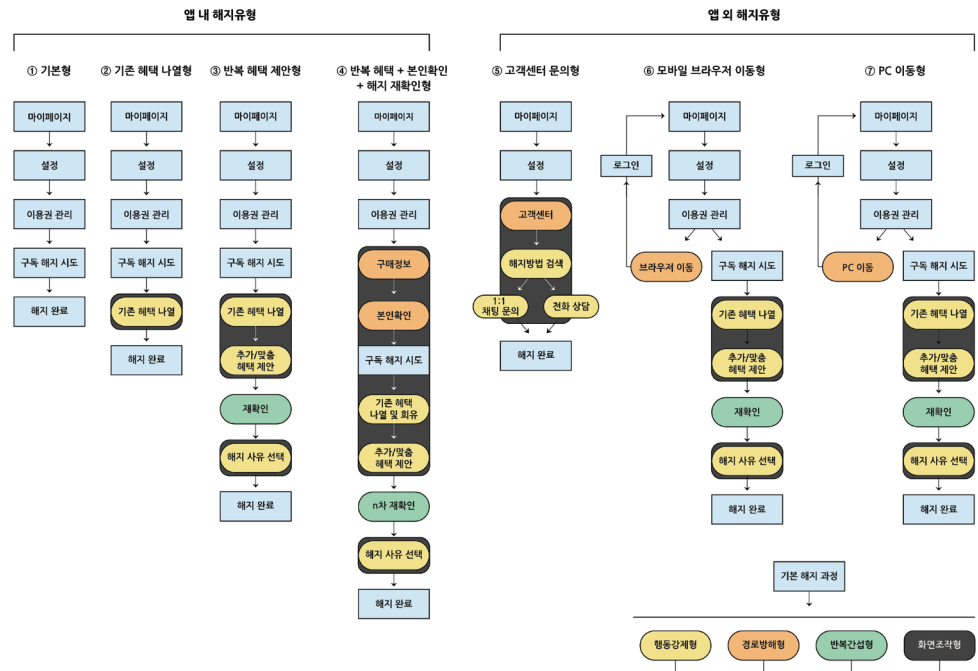 앱 내 해지유형
앱 외 해지유형
① 기본형
② 기존 혜택 나열형
③ 반복 혜택 제안형
④ 반복 혜택 + 본인확인
+ 해지 재확인형
⑤ 고객센터 문의형
⑥ 모바일 브라우저 이동형
⑦ PC 이동형
마이페이지
설정
이용권 관리
구독 해지 시도
해지 완료
마이페이지
설정
이용권 관리
구독 해지 시도
기존 혜택 나열
해지 완료
마이페이지
설정
이용권 관리
구독 해지 시도
기존 혜택 나열
추가/맞춤
혜택 제안
재확인
해지 사유 선택
해지 완료
마이페이지
설정
이용권 관리
구매정보
본인확인
구독 해지 시도
기존 혜택
나열 및 회유
추가/맞춤
혜택 제안
n차 재확인
해지 사유 선택
해지 완료
마이페이지
설정
고객센터
해지방법 검색
1:1
채팅 문의
전화 상담
해지 완료
마이페이지
로그인
설정
이용권 관리
브라우저 이동
구독 해지 시도
기존 혜택 나열
추가/맞춤
혜택 제안
재확인
해지 사유 선택
해지 완료
마이페이지
로그인
설정
이용권 관리
PC 이동
구독 해지 시도
기존 혜택 나열
추가/맞춤
혜택 제안
재확인
해지 사유 선택
해지 완료
기본 해지 과정
행동강제형
경로방해형
반복간섭형
화면조작형